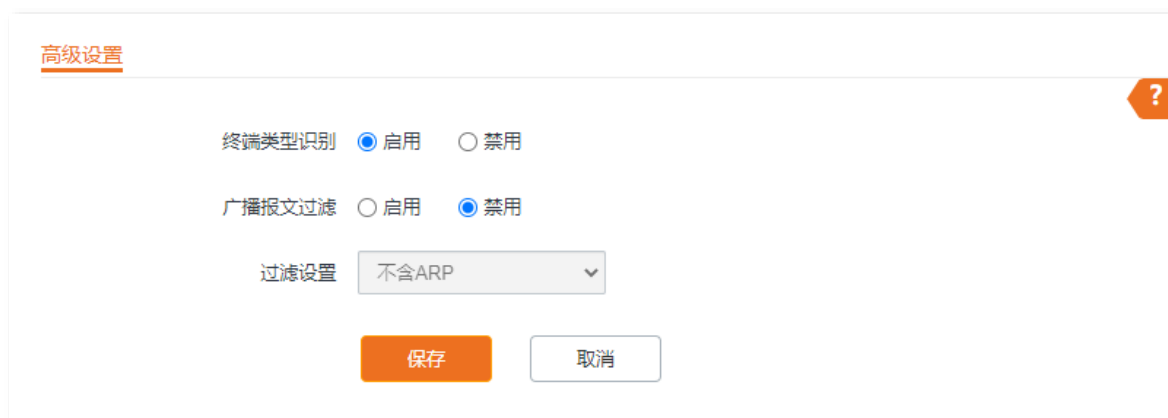 高级设置
?
终端类型识别 启用 禁用
广播报文过滤 启用 禁用
过滤设置 不含ARP
保存 取消